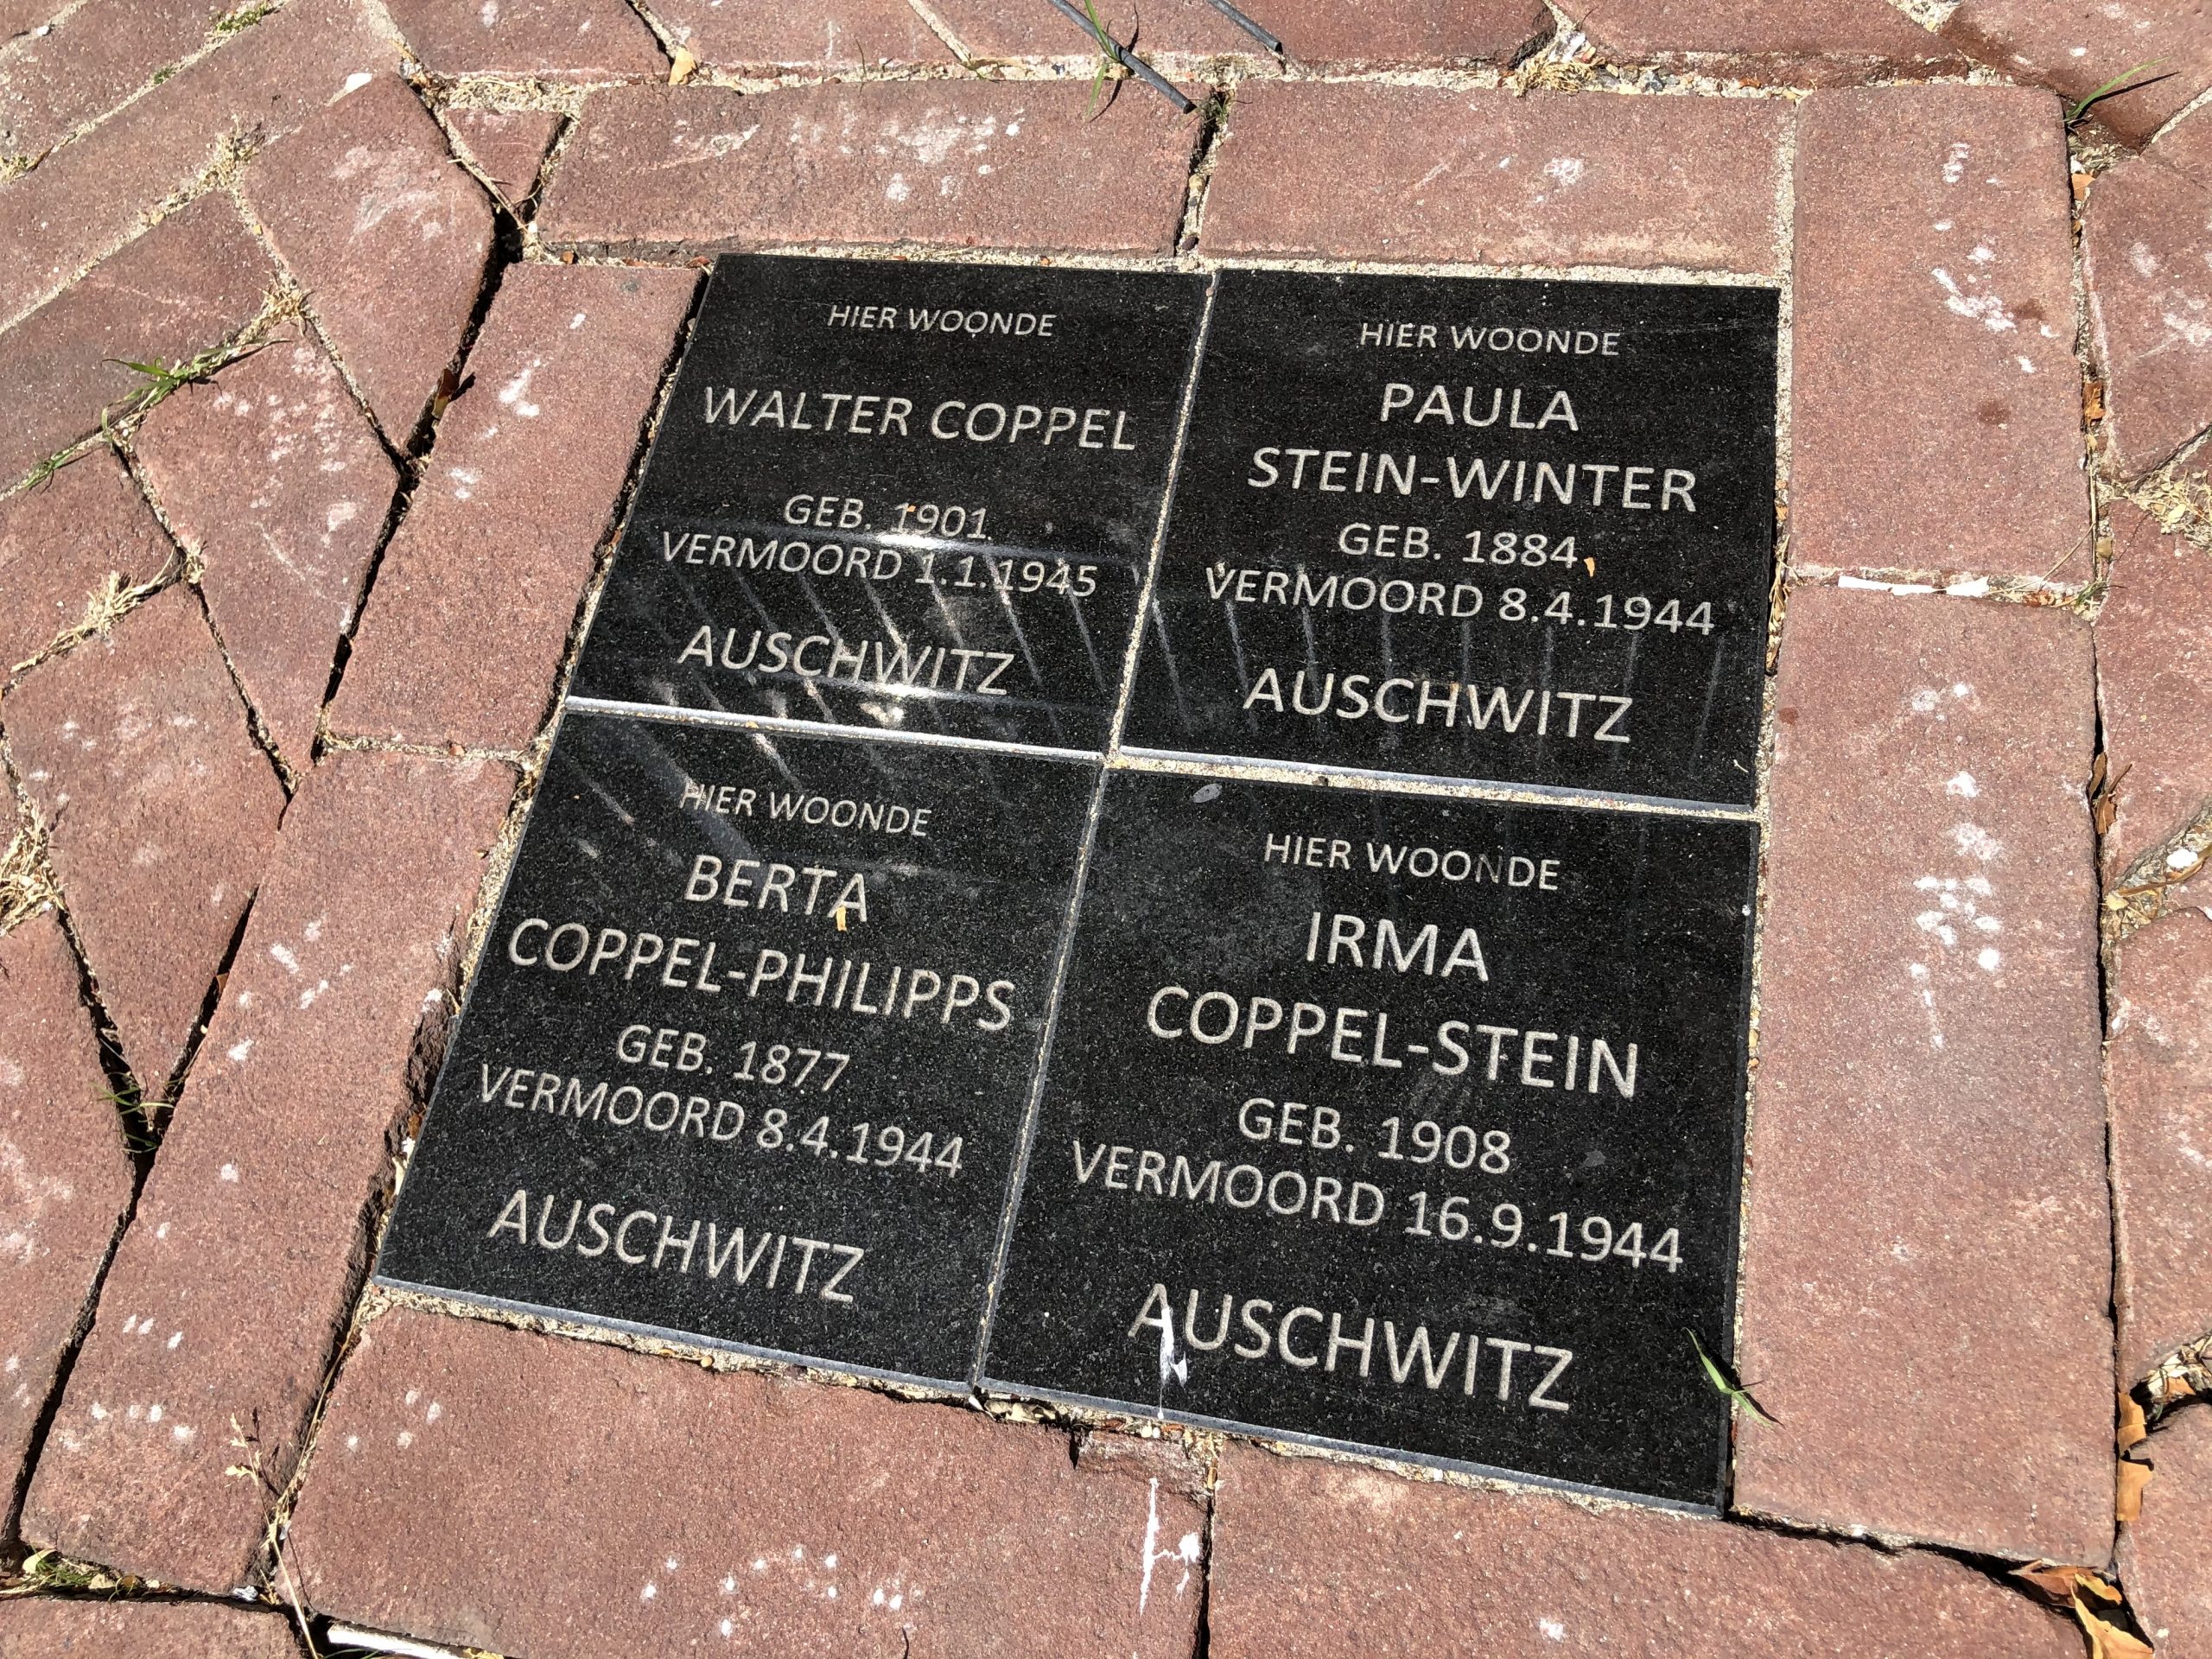 HIER WOONDE
WALTER COPPEL
GEB. 1901
VERMOORD 1.1.1945
AUSCHWITZ
HIER WOONDE
PAULA
STEIN-WINTER
GEB. 1884
VERMOORD 8.4.1944
AUSCHWITZ
HIER WOONDE
BERTA
COPPEL-PHILIPPS
GEB. 1877
VERMOORD 8.4.1944
AUSCHWITZ
HIER WOONDE
IRMA
COPPEL-STEIN
GEB. 1908
VERMOORD 16.9.1944
AUSCHWITZ